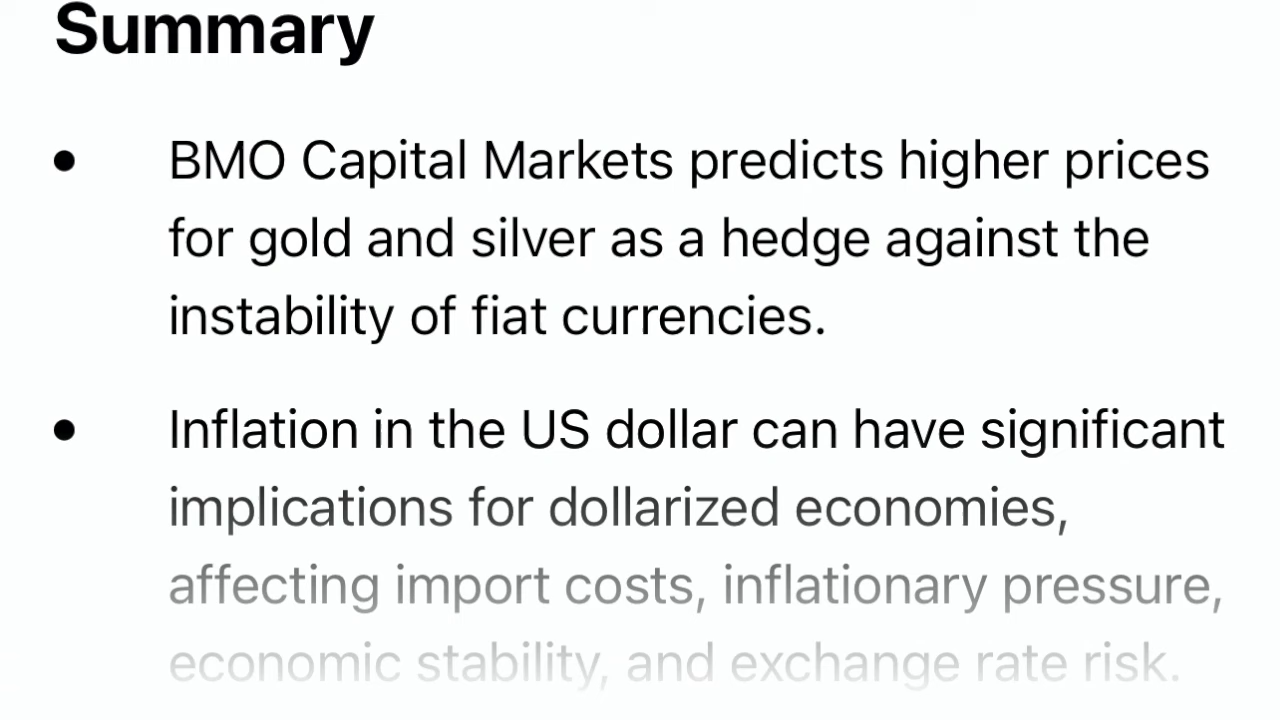 Summary
• BMO Capital Markets predicts higher prices
for gold and silver as a hedge against the
instability of fiat currencies.
• Inflation in the US dollar can have significant
implications for dollarized economies,
affecting import costs, inflationary pressure,
economic stability, and exchange rate risk.